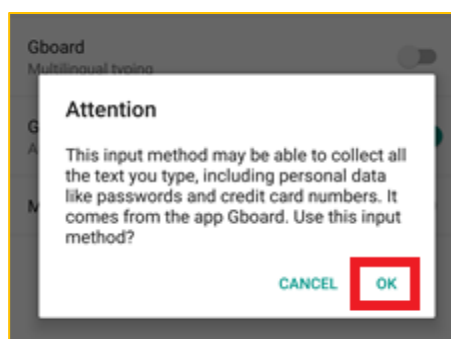 Gboard
Multilingual typing
G
A
M
Attention
This input method may be able to collect all
the text you type, including personal data
like passwords and credit card numbers. It
comes from the app Gboard. Use this input
method?
CANCEL OK